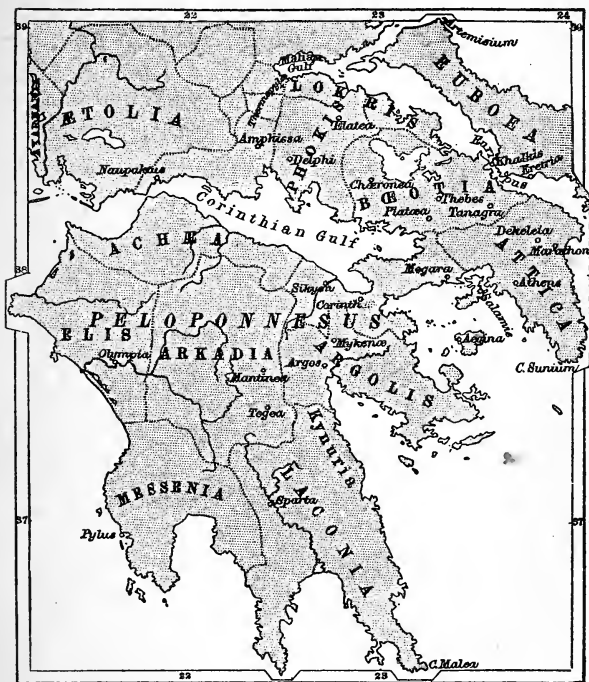 22
23
24
39
39
Artemisium
EUBOEA
Malian
Gulf
LOKRIS
ÆTOLIA
Amphissa
PHOKIS
Elatea
Delphi
Naupaktus
Khalkis
Eretria
Chæronea
BŒOTIA
Thebes
Platæa
Tanagra
Corinthian Gulf
Dekeleia
Marathon
ATTICA
ACHÆA
38
Megara
Athens
Salamis
Sikyon
Corinth
PELOPONNESUS
ELIS
Mykenæ
Ægina
Olympia
ARKADIA
Argos
ARGOLIS
C. Sunium
Mantinea
Tegea
Kynuria
MESSENIA
LACONIA
Sparta
37
37
Pylus
C. Malea
22
23